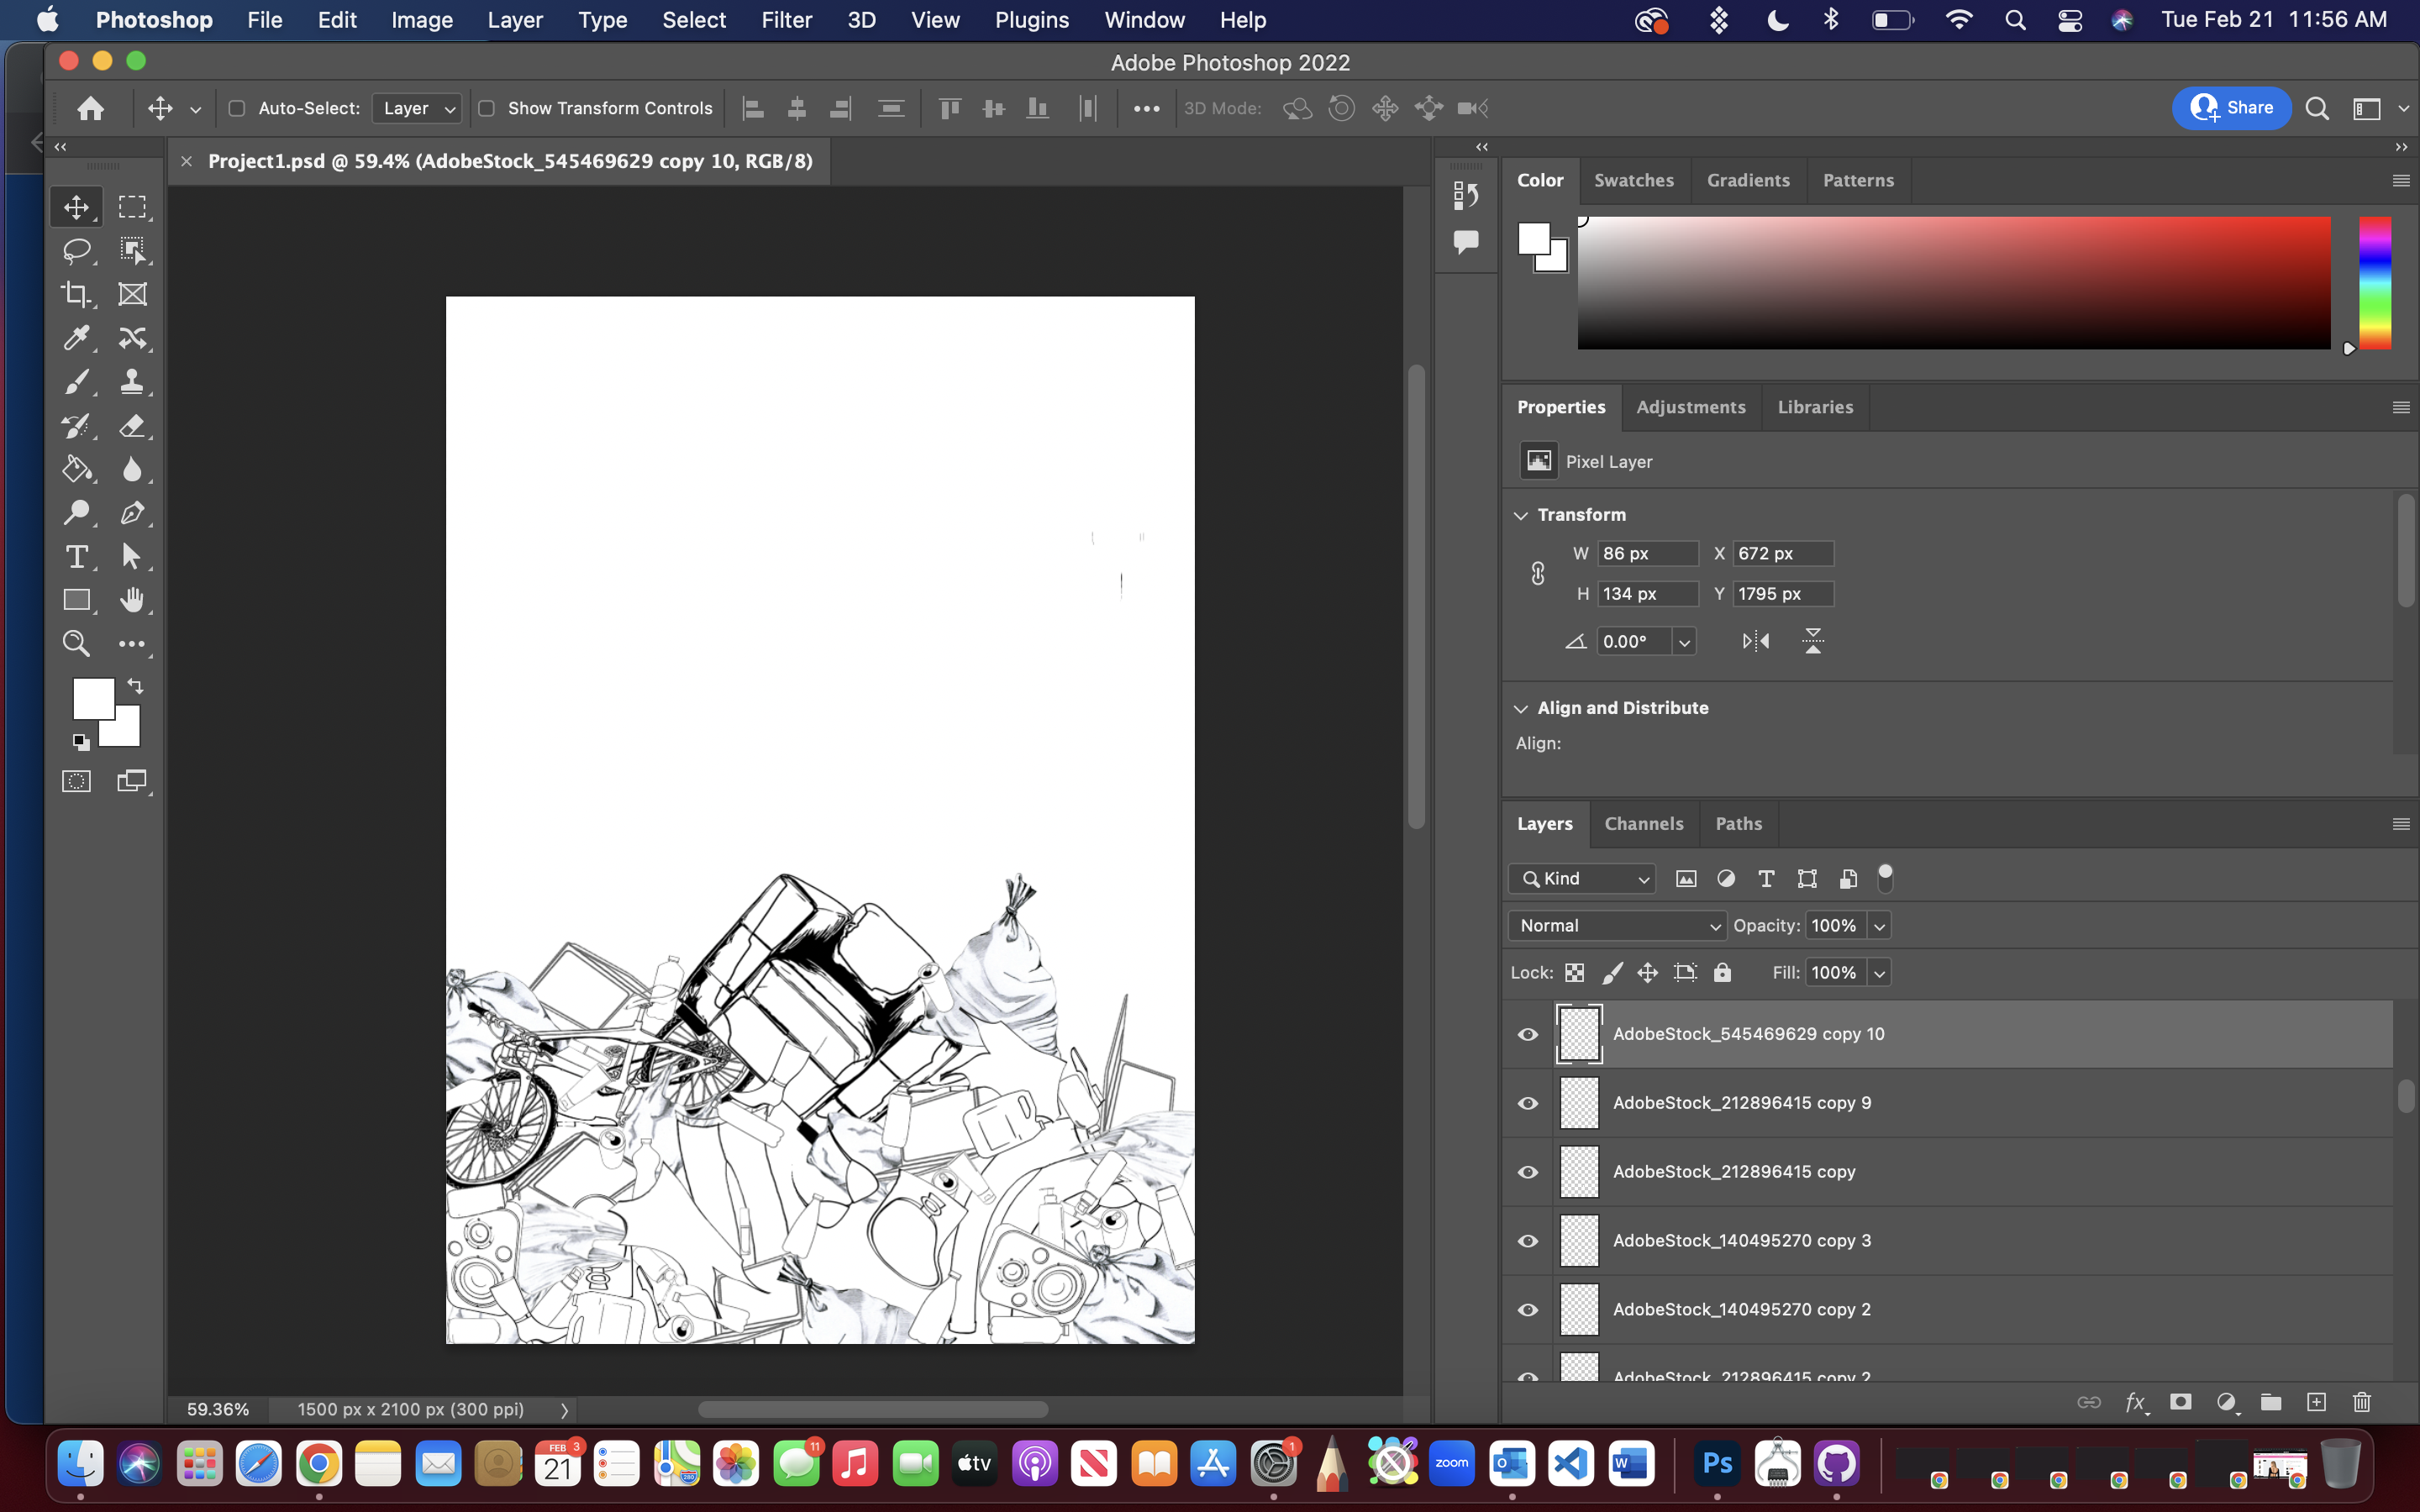 Photoshop File Edit Image Layer Type Select Filter 3D View Plugins Window Help Tue Feb 21 11:56 AM
Adobe Photoshop 2022
Auto-Select: Layer Show Transform Controls 3D Mode: Share
Project1.psd @ 59.4% (AdobeStock_545469629 copy 10, RGB/8)
Color Swatches Gradients Patterns
Properties Adjustments Libraries
Pixel Layer
Transform
W 86 px X 672 px
H 134 px Y 1795 px
0.00°
Align and Distribute
Align:
Layers Channels Paths
Kind
Normal Opacity: 100%
Lock: Fill: 100%
AdobeStock_545469629 copy 10
AdobeStock_212896415 copy 9
AdobeStock_212896415 copy
AdobeStock_140495270 copy 3
AdobeStock_140495270 copy 2
AdobeStock_212896415 copy 2
fx
59.36% 1500 px x 2100 px (300 ppi)
FEB 3 11 1
21 tv zoom W Ps
280